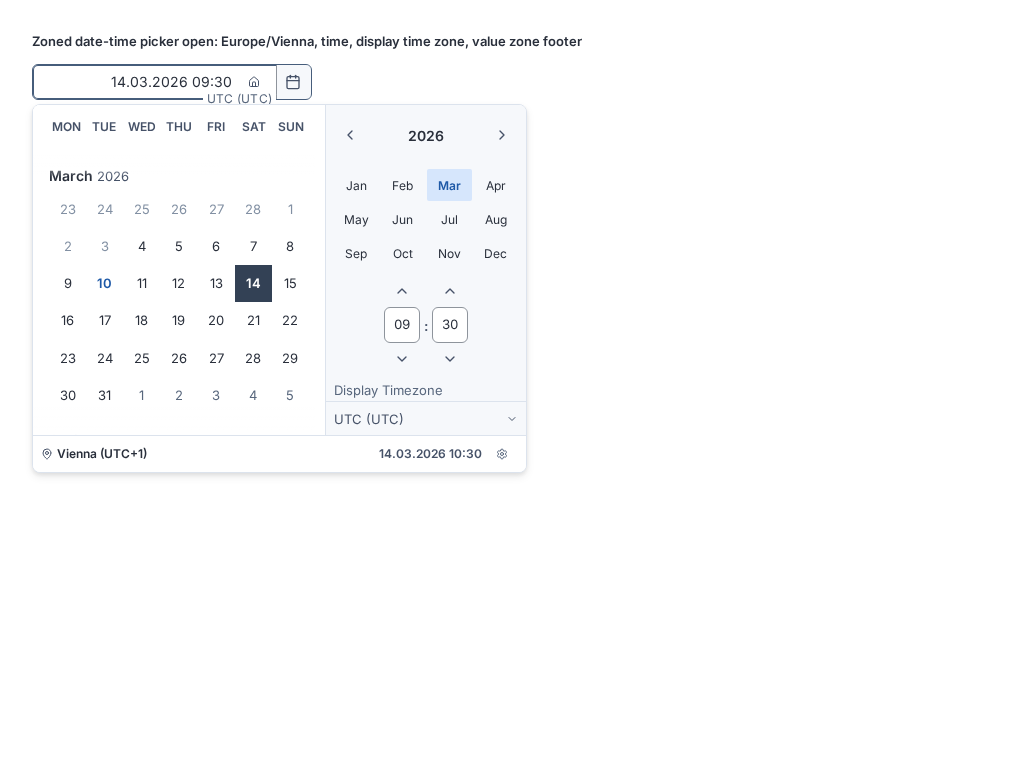 Zoned date-time picker open: Europe/Vienna, time, display time zone, value zone footer
14.03.2026 09:30
UTC (UTC)
MON TUE WED THU FRI SAT SUN
March 2026
23 24 25 26 27 28 1
2 3 4 5 6 7 8
9 10 11 12 13 14 15
16 17 18 19 20 21 22
23 24 25 26 27 28 29
30 31 1 2 3 4 5
2026
Jan Feb Mar Apr
May Jun Jul Aug
Sep Oct Nov Dec
09 : 30
Display Timezone
UTC (UTC)
Vienna (UTC+1) 14.03.2026 10:30